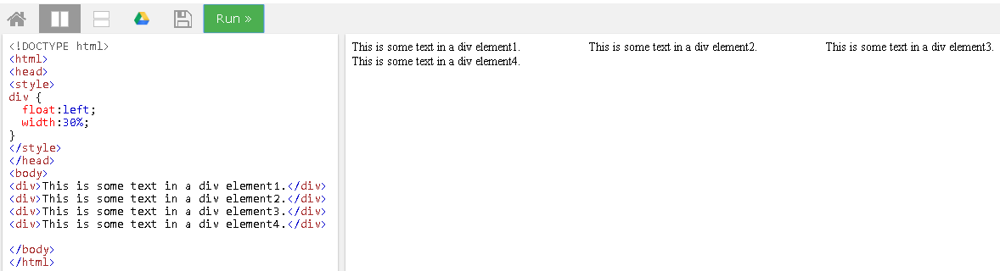 Run »
<!DOCTYPE html>
<html>
<head>
<style>
div {
  float:left;
  width:30%;
}
</style>
</head>
<body>
<div>This is some text in a div element1.</div>
<div>This is some text in a div element2.</div>
<div>This is some text in a div element3.</div>
<div>This is some text in a div element4.</div>
</body>
</html>
This is some text in a div element1. This is some text in a div element2. This is some text in a div element3.
This is some text in a div element4.